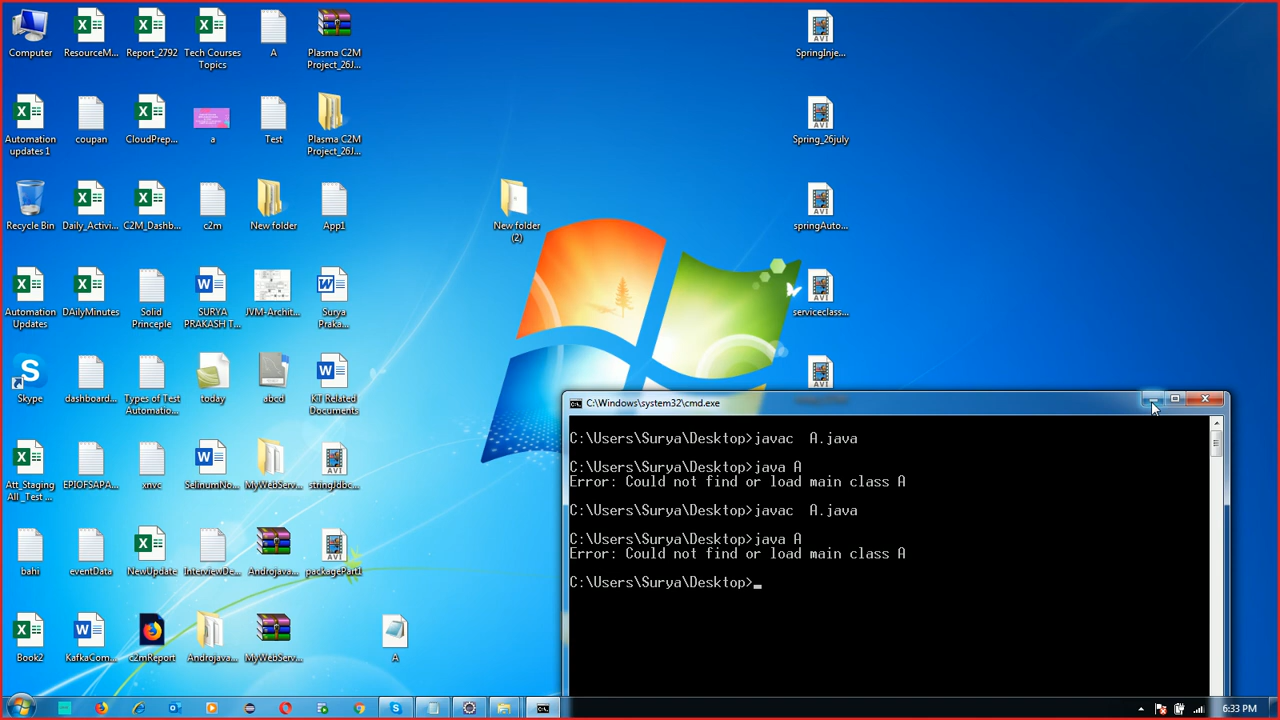 Computer
ResourceM...
Report_2792
Tech Courses
Topics
A
Plasma C2M
Project_26J...
SpringInje...
Automation
updates 1
coupan
CloudPrep...
a
Test
Plasma C2M
Project_26J...
Spring_26july
Recycle Bin
Daily_Activi...
C2M_Dashb...
c2m
New folder
App1
New folder
(2)
springAuto...
Automation
Updates
DAilyMinutes
Solid
Princeple
SURYA
PRAKASH T...
JVM-Archit...
Surya
Praka...
serviceclass...
Skype
dashboard...
Types of Test
Automatio...
today
abcd
KT Related
Documents
Att_Staging
All _Test ...
EPIOFSAPA...
xnvc
SelinumNo...
MyWebServ...
stringJdbc...
bahi
eventData
NewUpdate
InterviewDe...
Androjava...
packagePart1
Book2
KafkaCom...
c2mReport
Androjava...
MyWebServ...
A
C:\Windows\system32\cmd.exe
C:\Users\Surya\Desktop>javac  A.java
C:\Users\Surya\Desktop>java A
Error: Could not find or load main class A
C:\Users\Surya\Desktop>javac  A.java
C:\Users\Surya\Desktop>java A
Error: Could not find or load main class A
C:\Users\Surya\Desktop>
6:33 PM